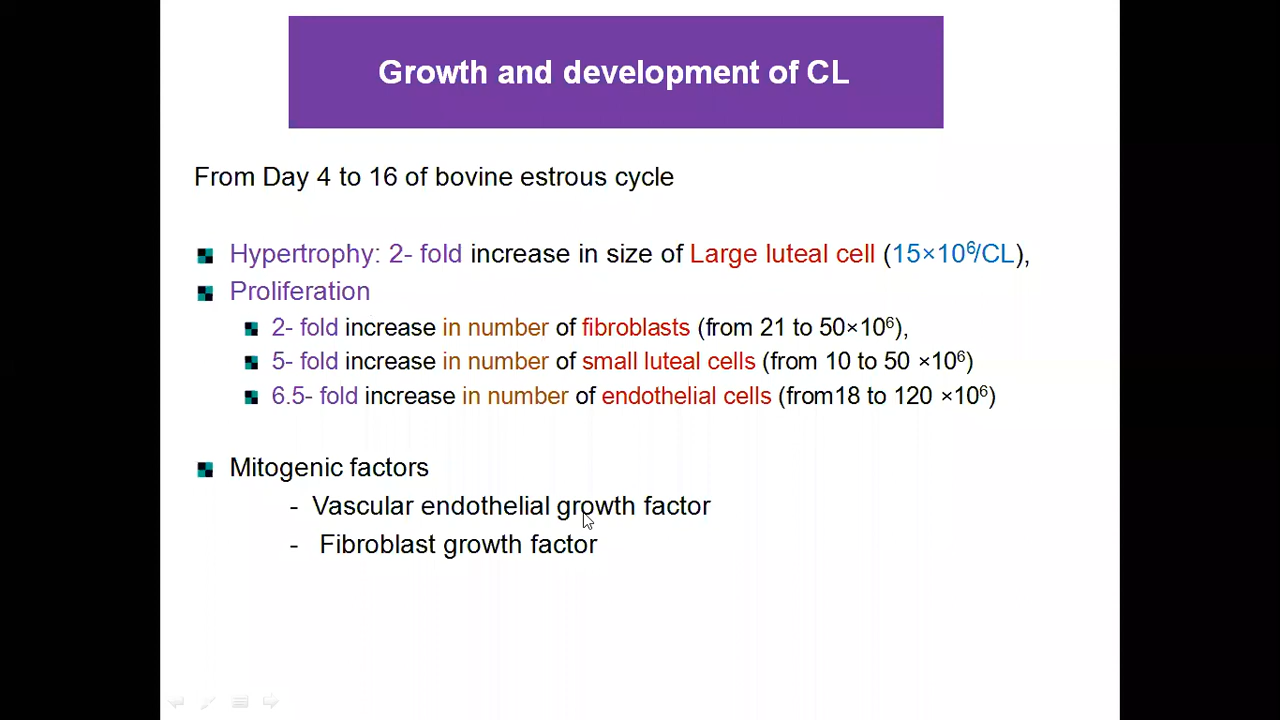 Growth and development of CL
From Day 4 to 16 of bovine estrous cycle
Hypertrophy: 2- fold increase in size of Large luteal cell (15×10⁶/CL),
Proliferation
2- fold increase in number of fibroblasts (from 21 to 50×10⁶),
5- fold increase in number of small luteal cells (from 10 to 50 ×10⁶)
6.5- fold increase in number of endothelial cells (from18 to 120 ×10⁶)
Mitogenic factors
- Vascular endothelial growth factor
- Fibroblast growth factor